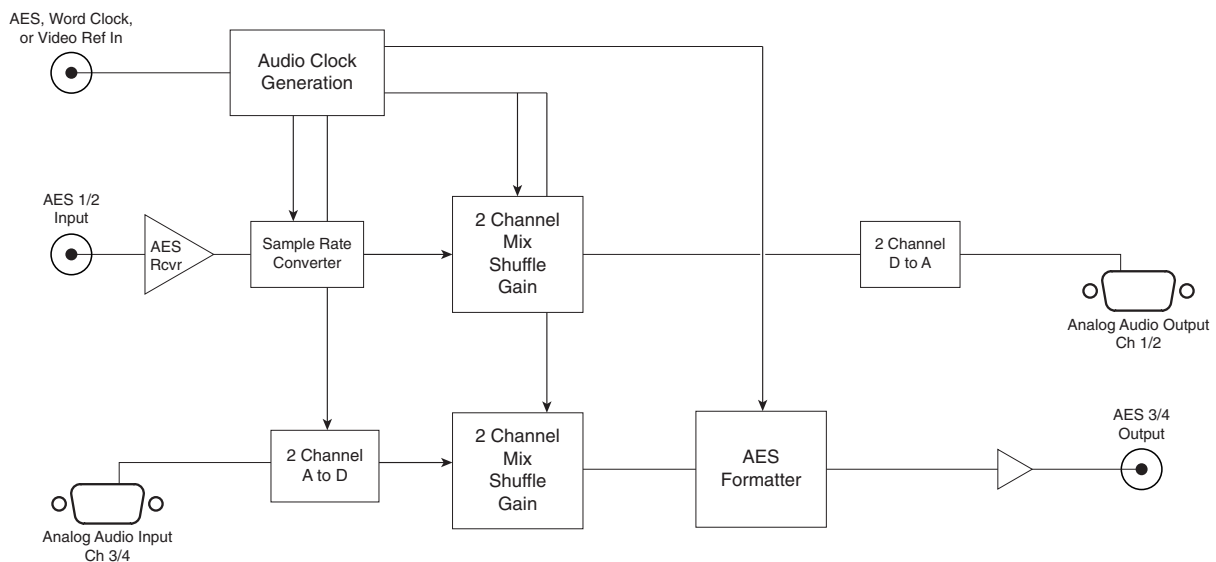 AES, Word Clock,
or Video Ref In
Audio Clock
Generation
AES 1/2
Input
AES
Rcvr
Sample Rate
Converter
2 Channel
Mix
Shuffle
Gain
2 Channel
D to A
Analog Audio Output
Ch 1/2
2 Channel
A to D
2 Channel
Mix
Shuffle
Gain
AES
Formatter
AES 3/4
Output
Analog Audio Input
Ch 3/4